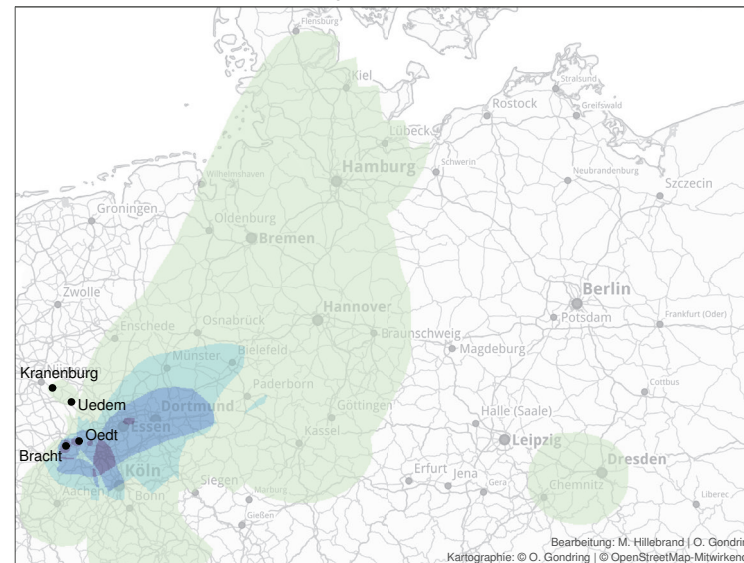 Flensburg
Kiel
Stralsund
Rostock
Greifswald
Lübeck
Hamburg
Schwerin
Neubrandenburg
Szczecin
Wilhelmshaven
Groningen
Oldenburg
Bremen
Zwolle
Hannover
Berlin
Potsdam
Frankfurt (Oder)
Enschede
Osnabrück
Braunschweig
Magdeburg
Münster
Bielefeld
Kranenburg
Uedem
Paderborn
Cottbus
Dortmund
Göttingen
Halle (Saale)
Essen
Oedt
Bracht
Kassel
Leipzig
Köln
Dresden
Aachen
Bonn
Siegen
Marburg
Erfurt
Jena
Gera
Chemnitz
Liberec
Gießen
Bearbeitung: M. Hillebrand | O. Gondrin
Kartographie: © O. Gondring | © OpenStreetMap-Mitwirkend